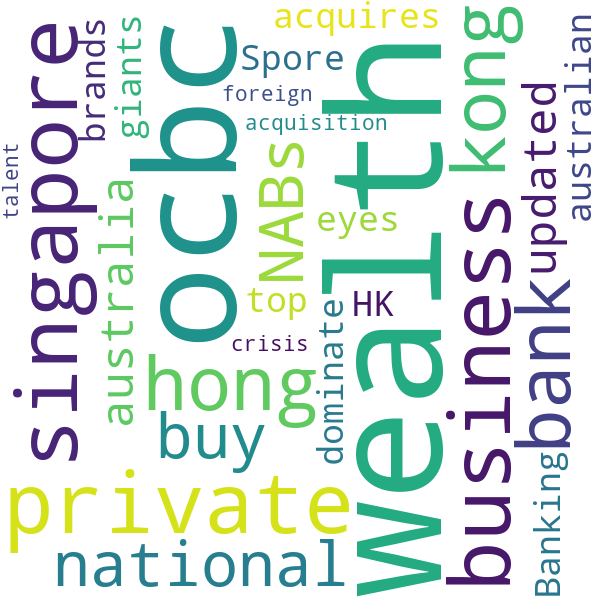 acquires
Spore
foreign
acquisition
talent
singapore
brands
giants
australia
ocbc
NABs
eyes
top
HK
crisis
dominate
wealth
kong
business
updated
australian
bank
Banking
hong
buy
private
national